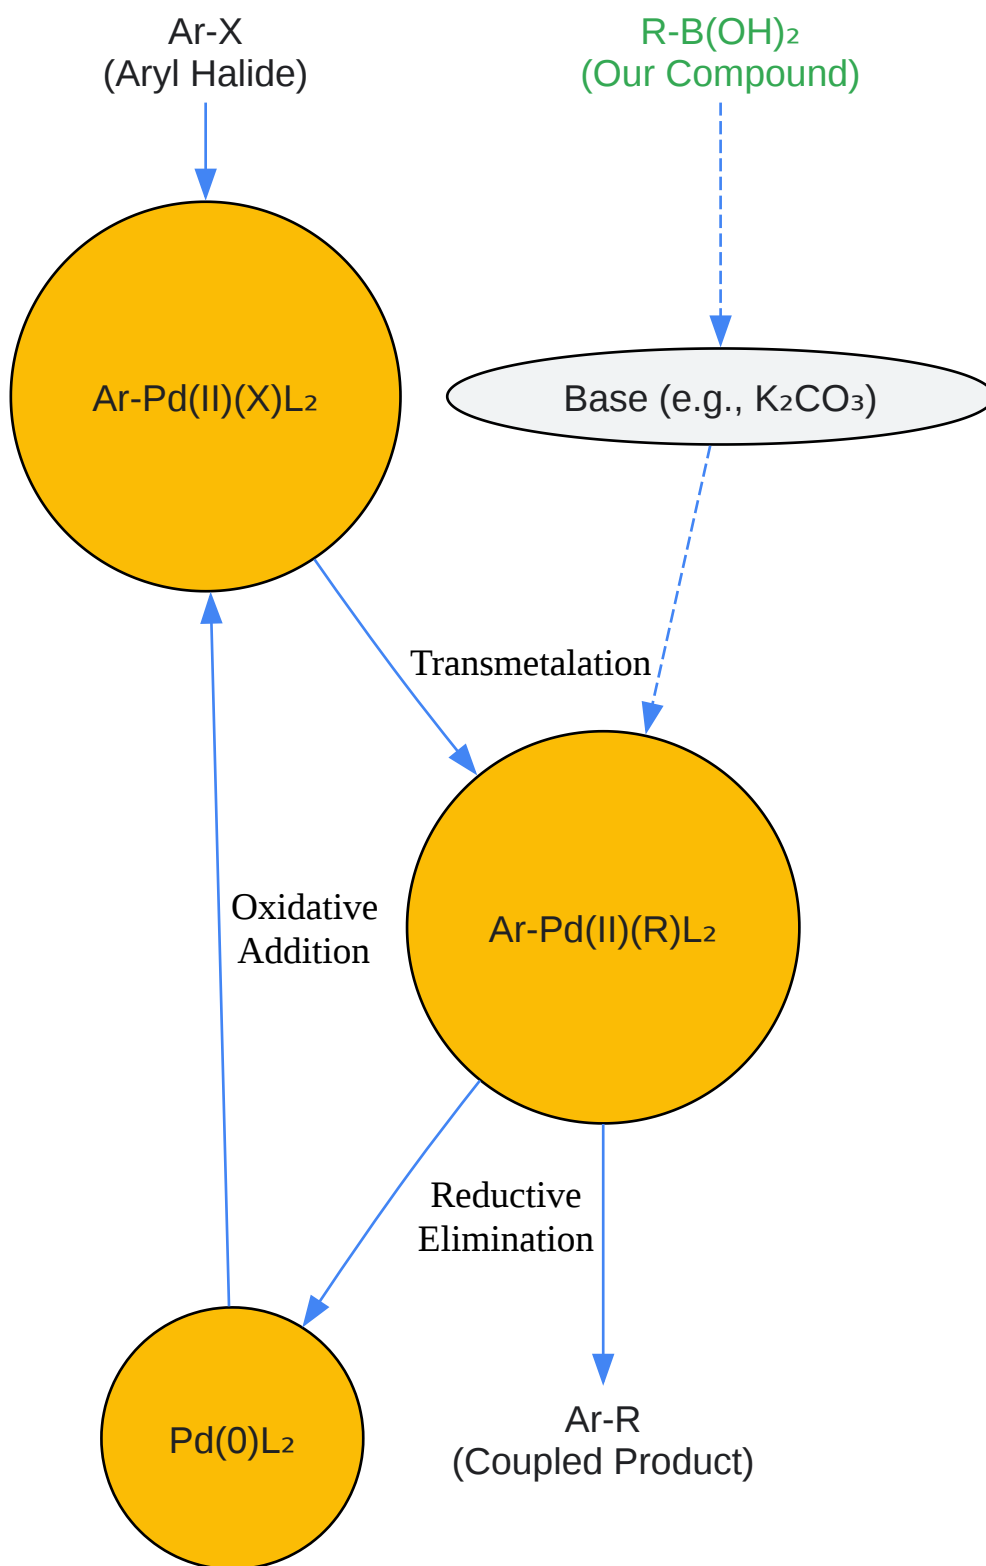 Ar-X
(Aryl Halide)
R-B(OH)₂
(Our Compound)
Ar-Pd(II)(X)L₂
Base (e.g., K₂CO₃)
Transmetalation
Oxidative
Addition
Ar-Pd(II)(R)L₂
Reductive
Elimination
Pd(0)L₂
Ar-R
(Coupled Product)